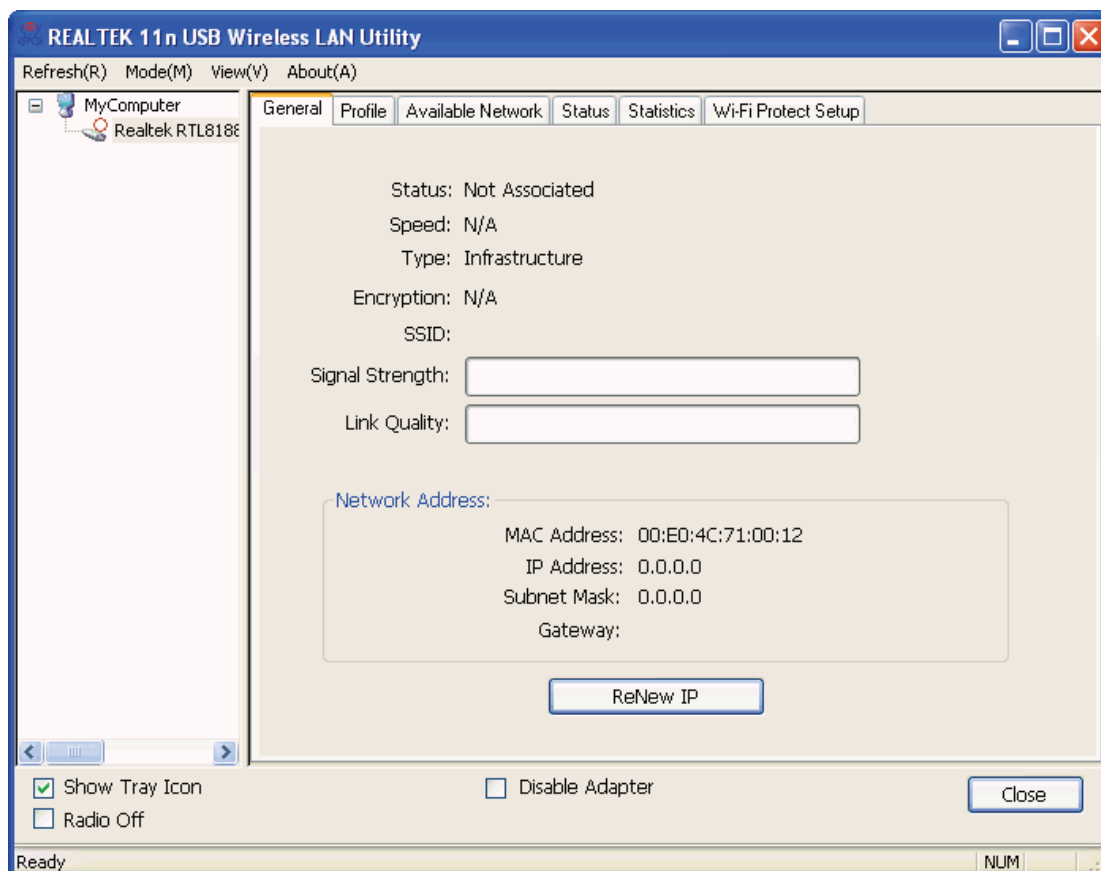 REALTEK 11n USB Wireless LAN Utility
Refresh(R) Mode(M) View(V) About(A)
MyComputer
Realtek RTL8188
General Profile Available Network Status Statistics Wi-Fi Protect Setup
Status: Not Associated
Speed: N/A
Type: Infrastructure
Encryption: N/A
SSID:
Signal Strength:
Link Quality:
Network Address:
MAC Address: 00:E0:4C:71:00:12
IP Address: 0.0.0.0
Subnet Mask: 0.0.0.0
Gateway:
ReNew IP
Show Tray Icon
Radio Off
Disable Adapter
Close
Ready
NUM